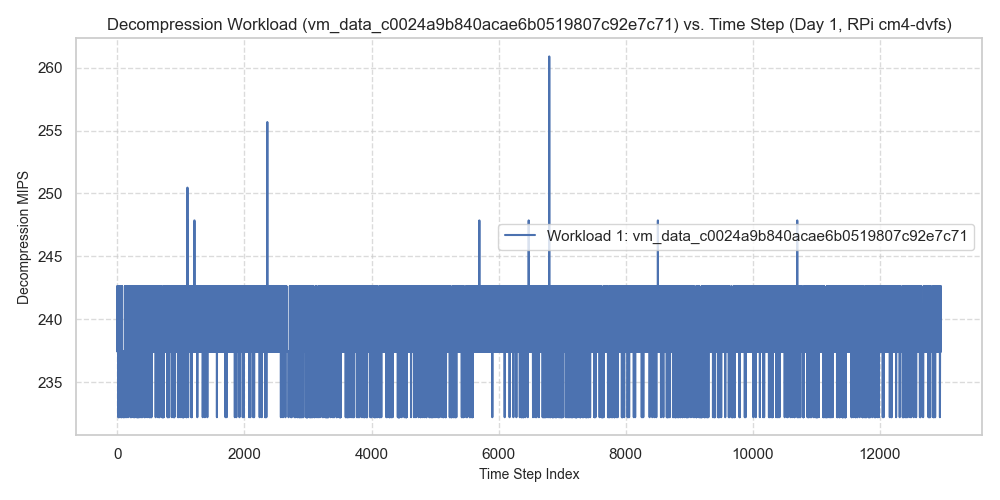 Decompression Workload (vm_data_c0024a9b840acae6b0519807c92e7c71) vs. Time Step (Day 1, RPi cm4-dvfs)
Decompression MIPS
260
255
250
245
240
235
Workload 1: vm_data_c0024a9b840acae6b0519807c92e7c71
0 2000 4000 6000 8000 10000 12000
Time Step Index